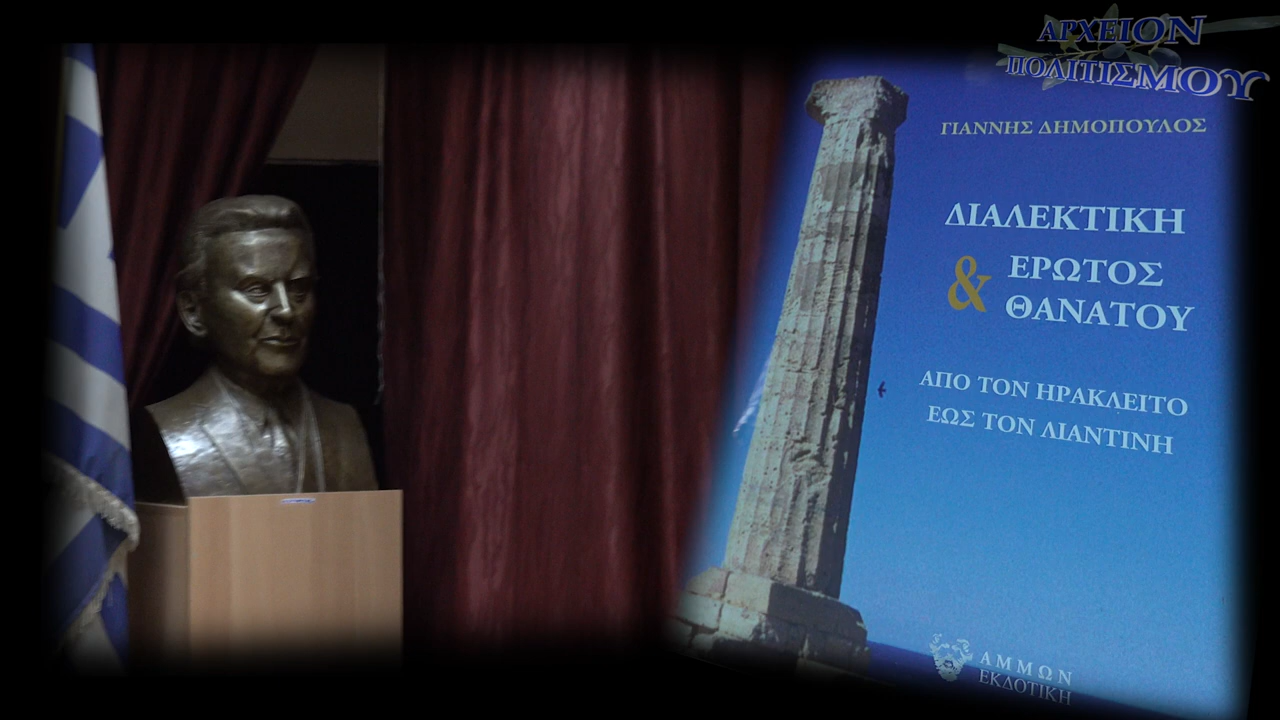 ΑΡΧΕΙΟΝ
ΠΟΛΙΤΙΣΜΟΥ
ΓΙΑΝΝΗΣ ΔΗΜΟΠΟΥΛΟΣ
ΔΙΑΛΕΚΤΙΚΗ
& ΕΡΩΤΟΣ
ΘΑΝΑΤΟΥ
ΑΠΟ ΤΟΝ ΗΡΑΚΛΕΙΤΟ
ΕΩΣ ΤΟΝ ΛΙΑΝΤΙΝΗ
ΑΜΜΩΝ
ΕΚΔΟΤΙΚΗ